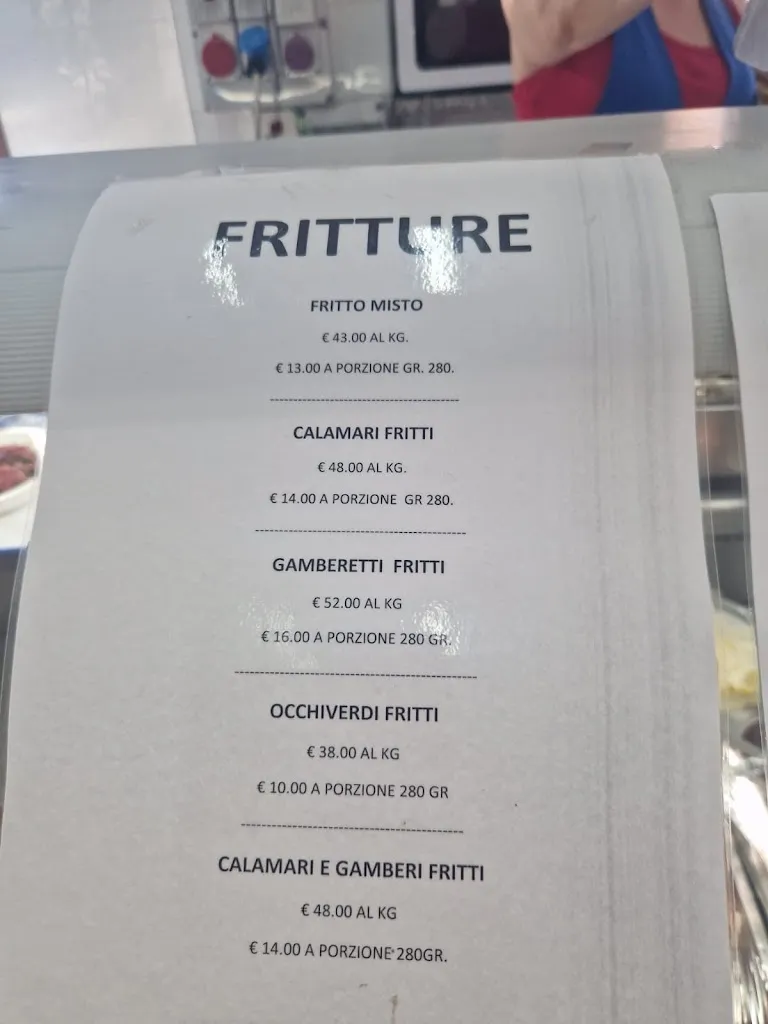 FRITTURE
FRITTO MISTO
€ 43.00 AL KG.
€ 13.00 A PORZIONE GR. 280.
CALAMARI FRITTI
€ 48.00 AL KG.
€ 14.00 A PORZIONE GR 280.
GAMBERETTI FRITTI
€ 52.00 AL KG
€ 16.00 A PORZIONE 280 GR.
OCCHIVERDI FRITTI
€ 38.00 AL KG
€ 10.00 A PORZIONE 280 GR
CALAMARI E GAMBERI FRITTI
€ 48.00 AL KG
€ 14.00 A PORZIONE 280GR.